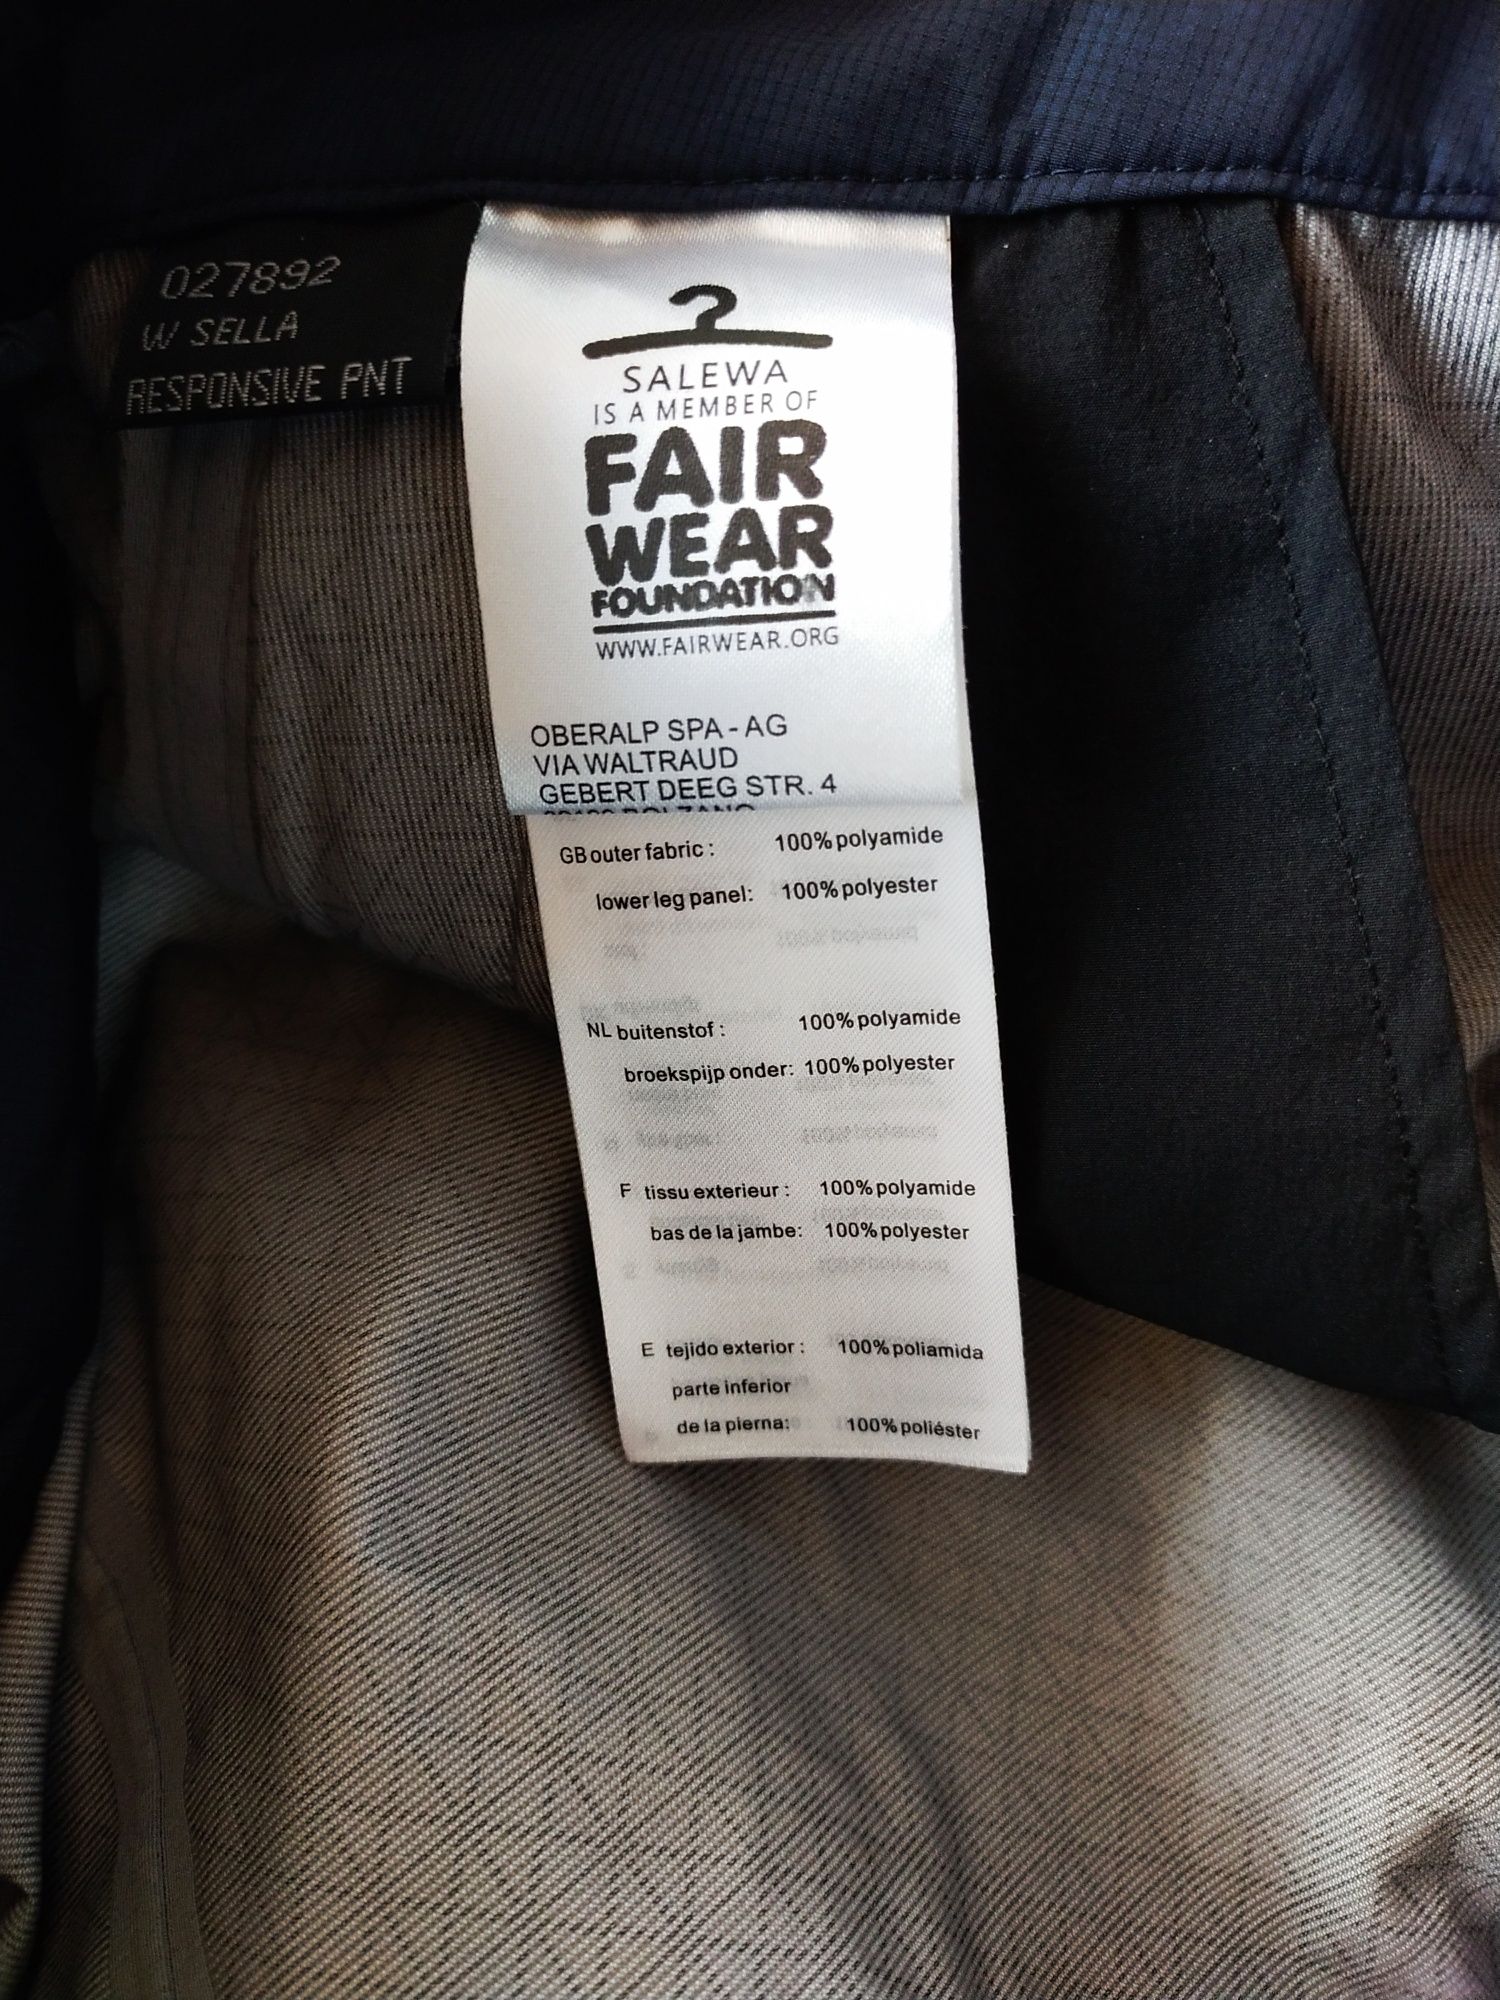 027892
W SELLA
RESPONSIVE PNT
SALEWA
IS A MEMBER OF
FAIR
WEAR
FOUNDATION
WWW.FAIRWEAR.ORG
OBERALP SPA - AG
VIA WALTRAUD
GEBERT DEEG STR. 4
GB outer fabric : 100% polyamide
lower leg panel: 100% polyester
NL buitenstof : 100% polyamide
broekspijp onder: 100% polyester
F tissu exterieur : 100% polyamide
bas de la jambe: 100% polyester
E tejido exterior : 100% poliamida
parte inferior
de la pierna: 100% poliéster